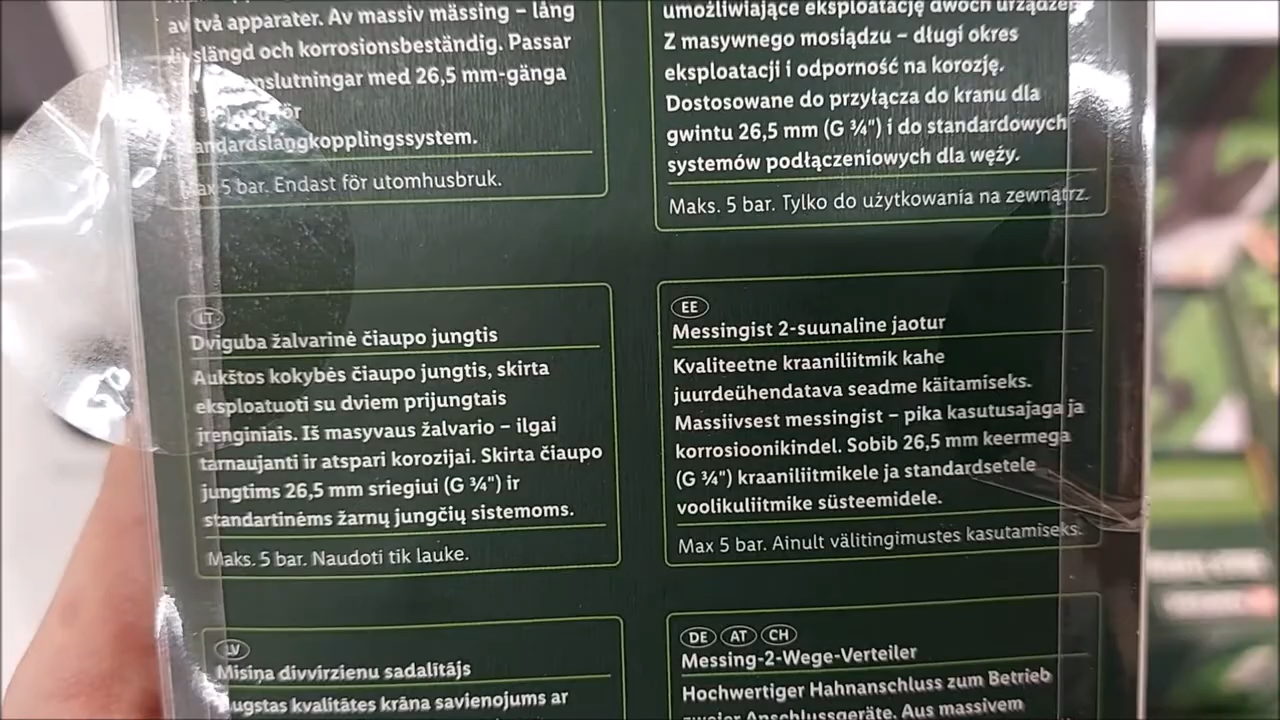 av två apparater. Av massiv mässing – lång
livslängd och korrosionsbeständig. Passar
med 26,5 mm-gänga
för
standardslangkopplingssystem.
Max 5 bar. Endast för utomhusbruk.
umożliwiające eksploatację dwóch urządzeń.
Z masywnego mosiądzu – długi okres
eksploatacji i odporność na korozję.
Dostosowane do przyłącza do kranu dla
gwintu 26,5 mm (G ¾") i do standardowych
systemów podłączeniowych dla węży.
Maks. 5 bar. Tylko do użytkowania na zewnątrz.
LT
Dviguba žalvarinė čiaupo jungtis
Aukštos kokybės čiaupo jungtis, skirta
eksploatuoti su dviem prijungtais
įrenginiais. Iš masyvaus žalvario – ilgai
tarnaujanti ir atspari korozijai. Skirta čiaupo
jungtims 26,5 mm sriegiui (G ¾") ir
standartinėms žarnų jungčių sistemoms.
Maks. 5 bar. Naudoti tik lauke.
EE
Messingist 2-suunaline jaotur
Kvaliteetne kraaniliitmik kahe
juurdeühendatava seadme käitamiseks.
Massiivsest messingist – pika kasutusajaga ja
korrosioonikindel. Sobib 26,5 mm keermega
(G ¾") kraaniliitmikele ja standardsetele
voolikuliitmike süsteemidele.
Max 5 bar. Ainult välitingimustes kasutamiseks.
LV
Misiņa divvirzienu sadalītājs
Augstas kvalitātes krāna savienojums ar
DE AT CH
Messing-2-Wege-Verteiler
Hochwertiger Hahnanschluss zum Betrieb
zweier Anschlussgeräte. Aus massivem